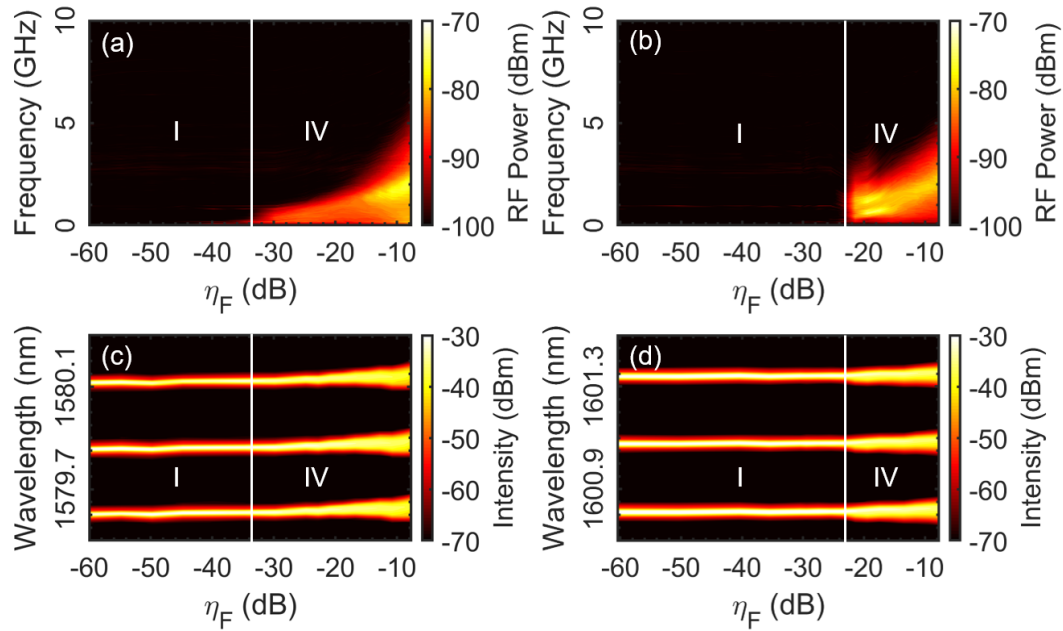 (a)
I
IV
10
5
0
Frequency (GHz)
-60 -50 -40 -30 -20 -10
η_F (dB)
-70
-80
-90
-100
RF Power (dBm)
(b)
I
IV
10
5
0
Frequency (GHz)
-60 -50 -40 -30 -20 -10
η_F (dB)
-70
-80
-90
-100
RF Power (dBm)
(c)
I
IV
1580.1
1579.7
Wavelength (nm)
-60 -50 -40 -30 -20 -10
η_F (dB)
-30
-40
-50
-60
-70
Intensity (dBm)
(d)
I
IV
1601.3
1600.9
Wavelength (nm)
-60 -50 -40 -30 -20 -10
η_F (dB)
-30
-40
-50
-60
-70
Intensity (dBm)